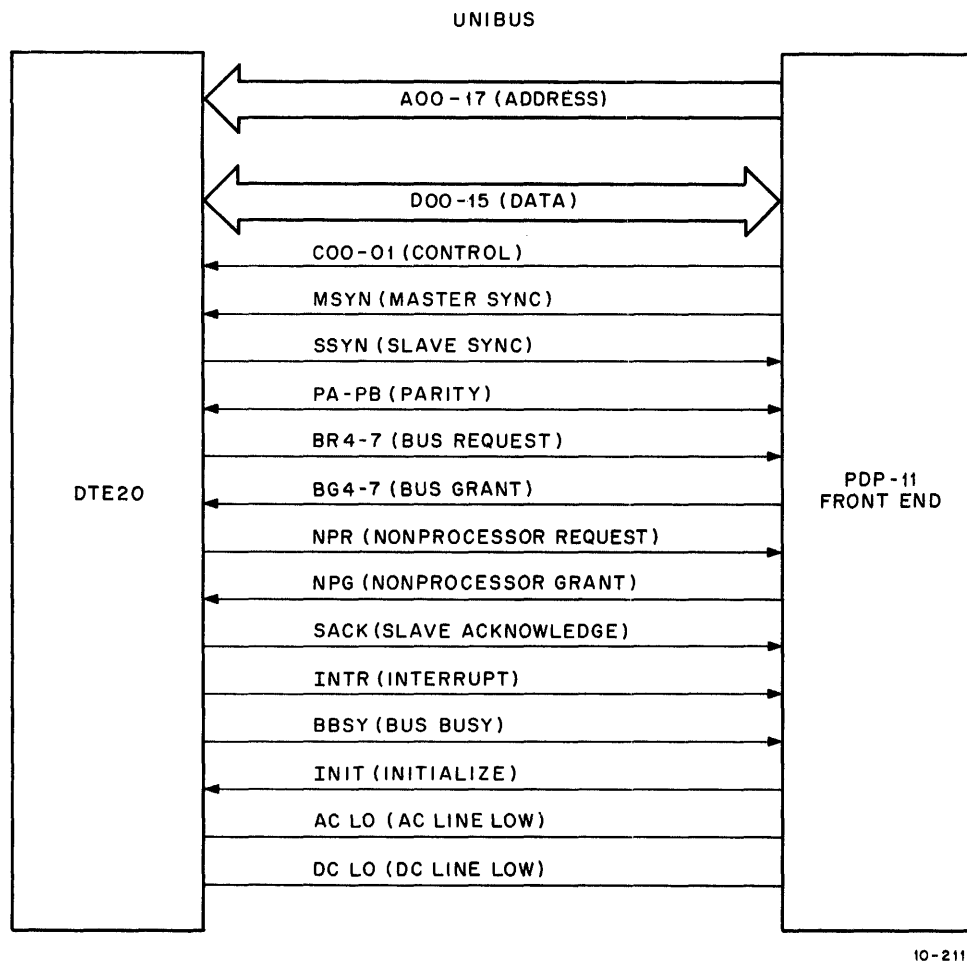 UNIBUS
A00-17 (ADDRESS)
D00-15 (DATA)
C00-01 (CONTROL)
MSYN (MASTER SYNC)
SSYN (SLAVE SYNC)
PA-PB (PARITY)
BR4-7 (BUS REQUEST)
DTE20
BG4-7 (BUS GRANT)
PDP-11
FRONT END
NPR (NONPROCESSOR REQUEST)
NPG (NONPROCESSOR GRANT)
SACK (SLAVE ACKNOWLEDGE)
INTR (INTERRUPT)
BBSY (BUS BUSY)
INIT (INITIALIZE)
AC LO (AC LINE LOW)
DC LO (DC LINE LOW)
10-211